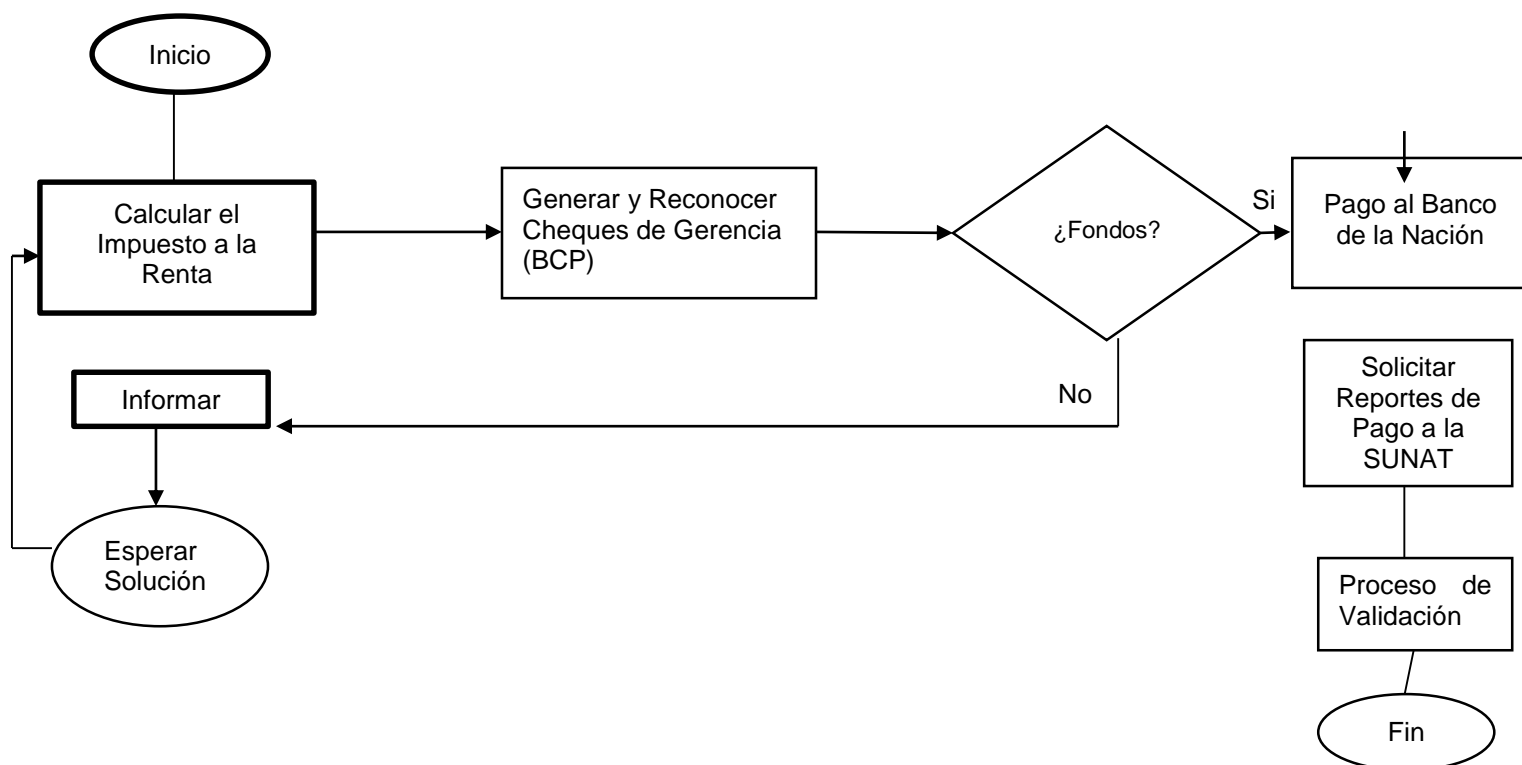 Inicio
Calcular el
Impuesto a la
Renta
Generar y Reconocer
Cheques de Gerencia
(BCP)
¿Fondos?
Si
Pago al Banco
de la Nación
No
Informar
Esperar
Solución
Solicitar
Reportes de
Pago a la
SUNAT
Proceso de
Validación
Fin